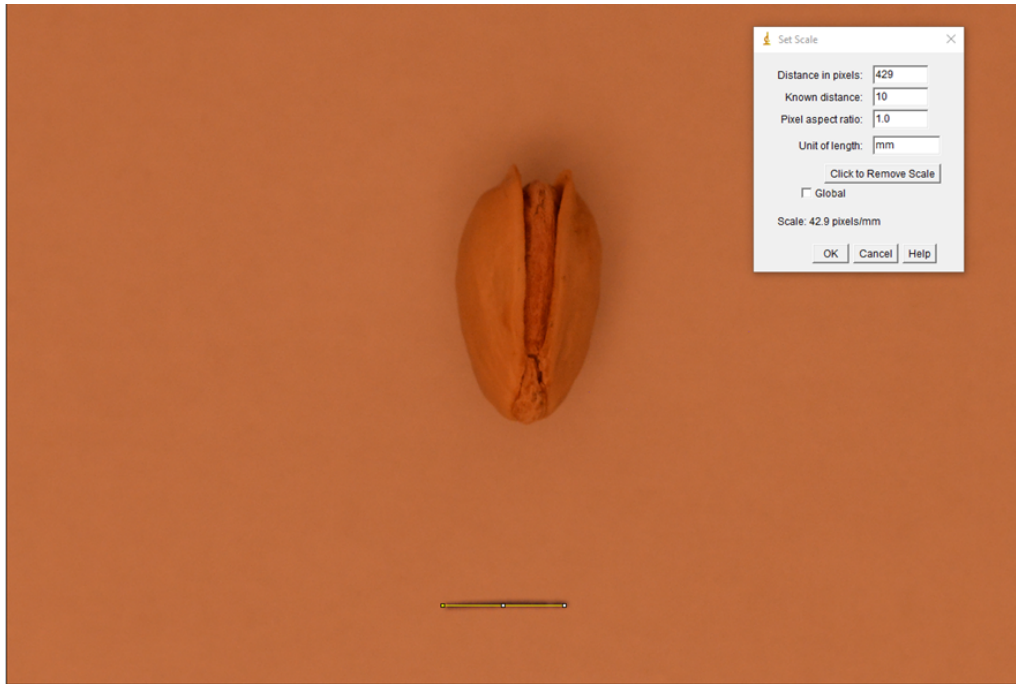 Set Scale
Distance in pixels: 429
Known distance: 10
Pixel aspect ratio: 1.0
Unit of length: mm
Click to Remove Scale
Global
Scale: 42.9 pixels/mm
OK Cancel Help